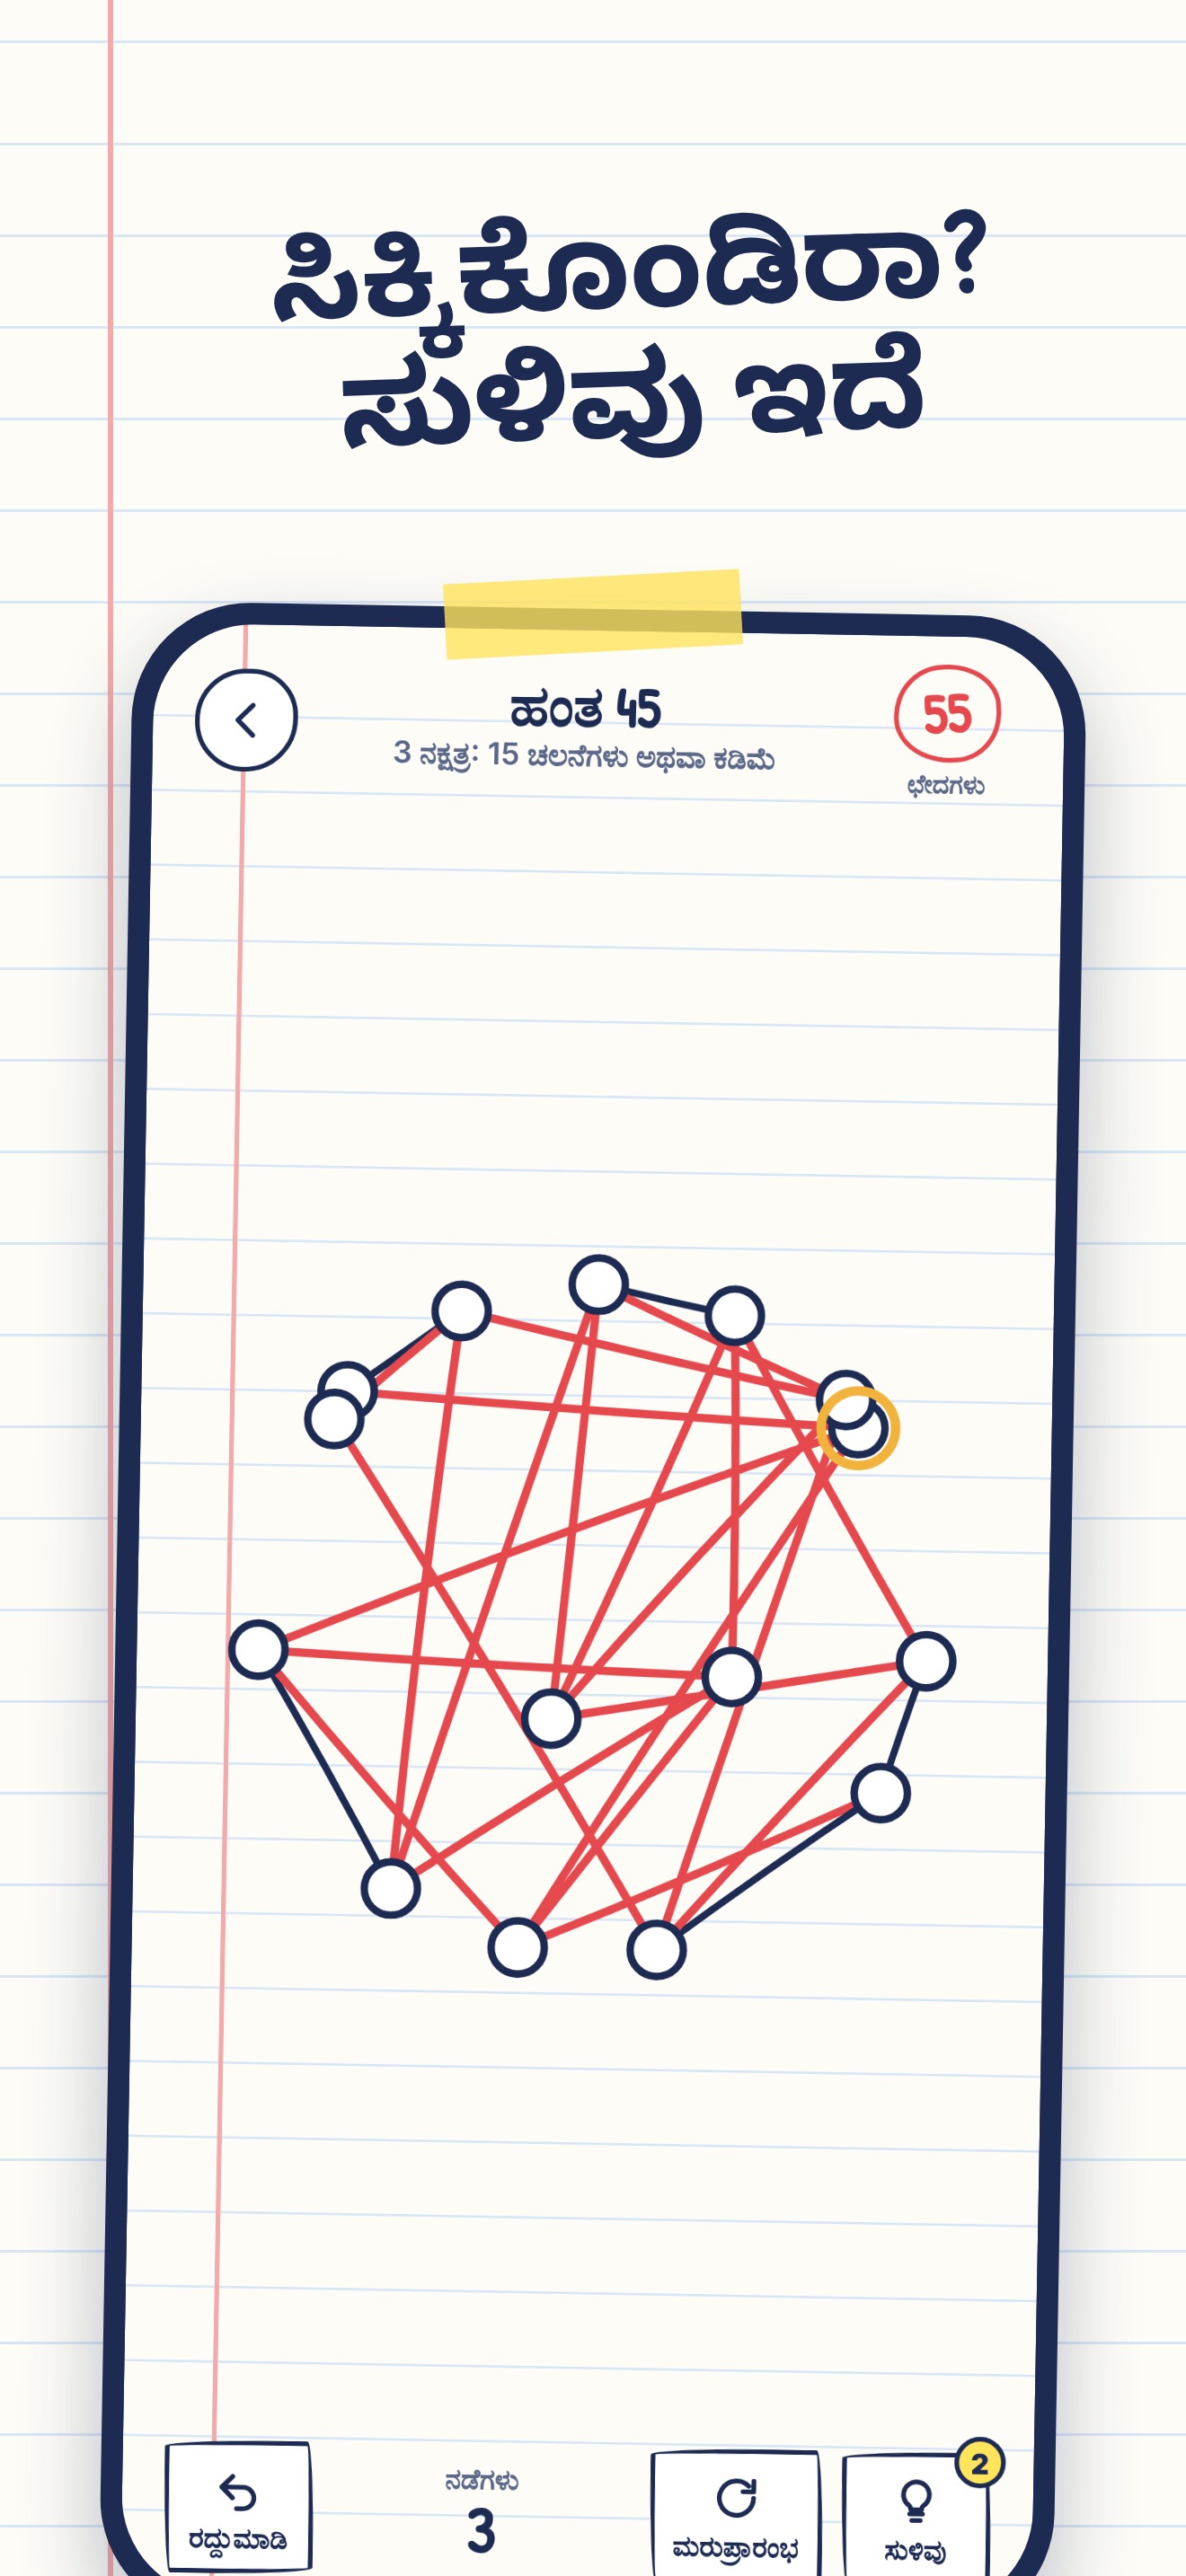 ಸಿಕ್ಕಿಕೊಂಡಿರಾ?
ಸುಳಿವು ಇದೆ
ಹಂತ 45
3 ನಕ್ಷತ್ರ: 15 ಚಲನೆಗಳು ಅಥವಾ ಕಡಿಮೆ
55
ಛೇದಗಳು
ರದ್ದುಮಾಡಿ
ನಡೆಗಳು
3
ಮರುಪ್ರಾರಂಭ
2
ಸುಳಿವು